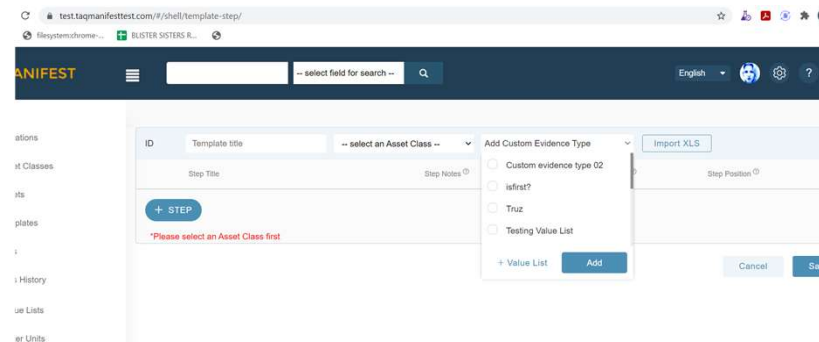 test.taqmanifesttest.com/#/shell/template-step/
filesystem:chrome-... BLISTER SISTERS R...
ANIFEST -- select field for search -- English ?
ations
ID Template title -- select an Asset Class -- Add Custom Evidence Type Import XLS
et Classes
Step Title Step Notes Step Position
Custom evidence type 02
isfirst?
ets
+ STEP
Truz
plates
*Please select an Asset Class first
Testing Value List
s
+ Value List Add
Cancel Sa
s History
ue Lists
er Units